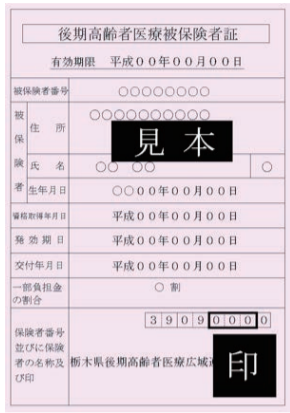 後期高齢者医療被保険者証
有効期限 平成００年００月００日
被保険者番号 ○○○○○○○○
被保険者
住所 ○○○○○○○○○○
見本
氏名 ○○ ○○ ○
生年月日 ○○００年００月００日
資格取得年月日 平成００年００月００日
発効期日 平成００年００月００日
交付年月日 平成００年００月００日
一部負担金の割合 ○割
39090000
保険者番号
並びに保険
者の名称及
び印
栃木県後期高齢者医療広域
印